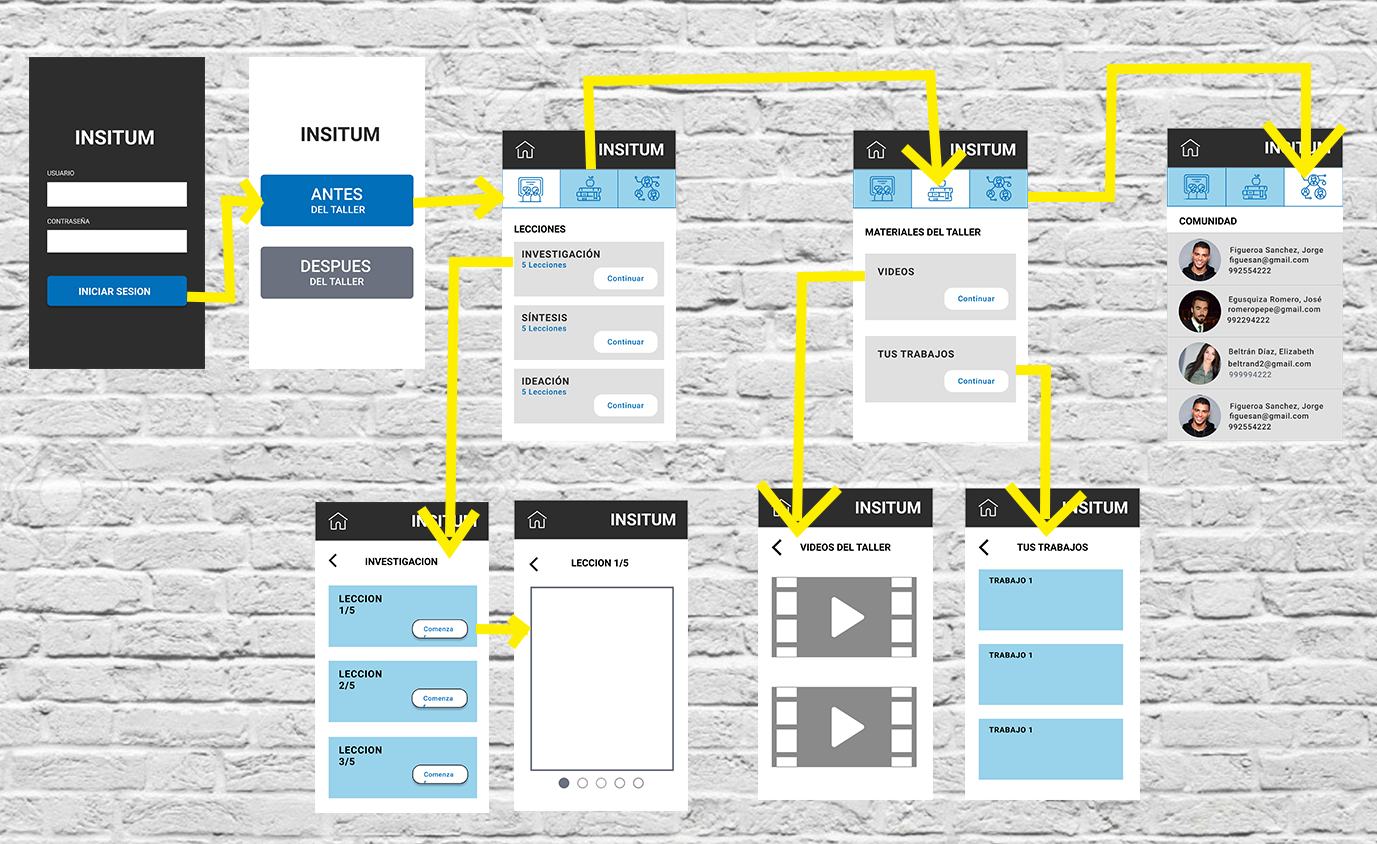 INSITUM
USUARIO
CONTRASEÑA
INICIAR SESION
INSITUM
ANTES
DEL TALLER
DESPUES
DEL TALLER
INSITUM
LECCIONES
INVESTIGACIÓN
5 Lecciones
Continuar
SÍNTESIS
5 Lecciones
Continuar
IDEACIÓN
5 Lecciones
Continuar
INSITUM
MATERIALES DEL TALLER
VIDEOS
Continuar
TUS TRABAJOS
Continuar
INSITUM
COMUNIDAD
Figueroa Sanchez, Jorge
figuesan@gmail.com
992554222
Egusquiza Romero, José
romeropepe@gmail.com
992294222
Beltrán Díaz, Elizabeth
beltrand2@gmail.com
999994222
Figueroa Sanchez, Jorge
figuesan@gmail.com
992554222
INSITUM
INVESTIGACION
LECCION
1/5
Comenza
LECCION
2/5
Comenza
LECCION
3/5
Comenza
INSITUM
LECCION 1/5
INSITUM
VIDEOS DEL TALLER
INSITUM
TUS TRABAJOS
TRABAJO 1
TRABAJO 1
TRABAJO 1